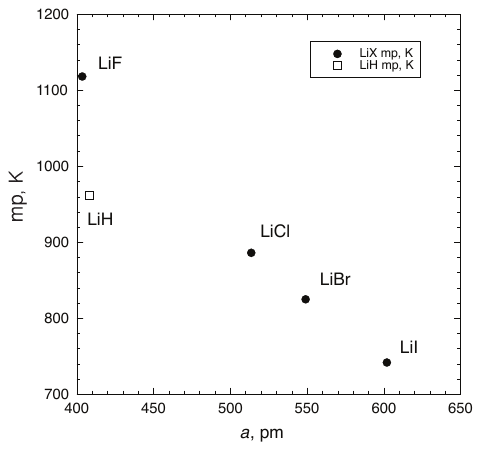 1200
LiF
LiX mp, K
LiH mp, K
1100
1000
mp, K
LiH
900
LiCl
LiBr
800
LiI
700
400
450
500
550
600
650
a, pm